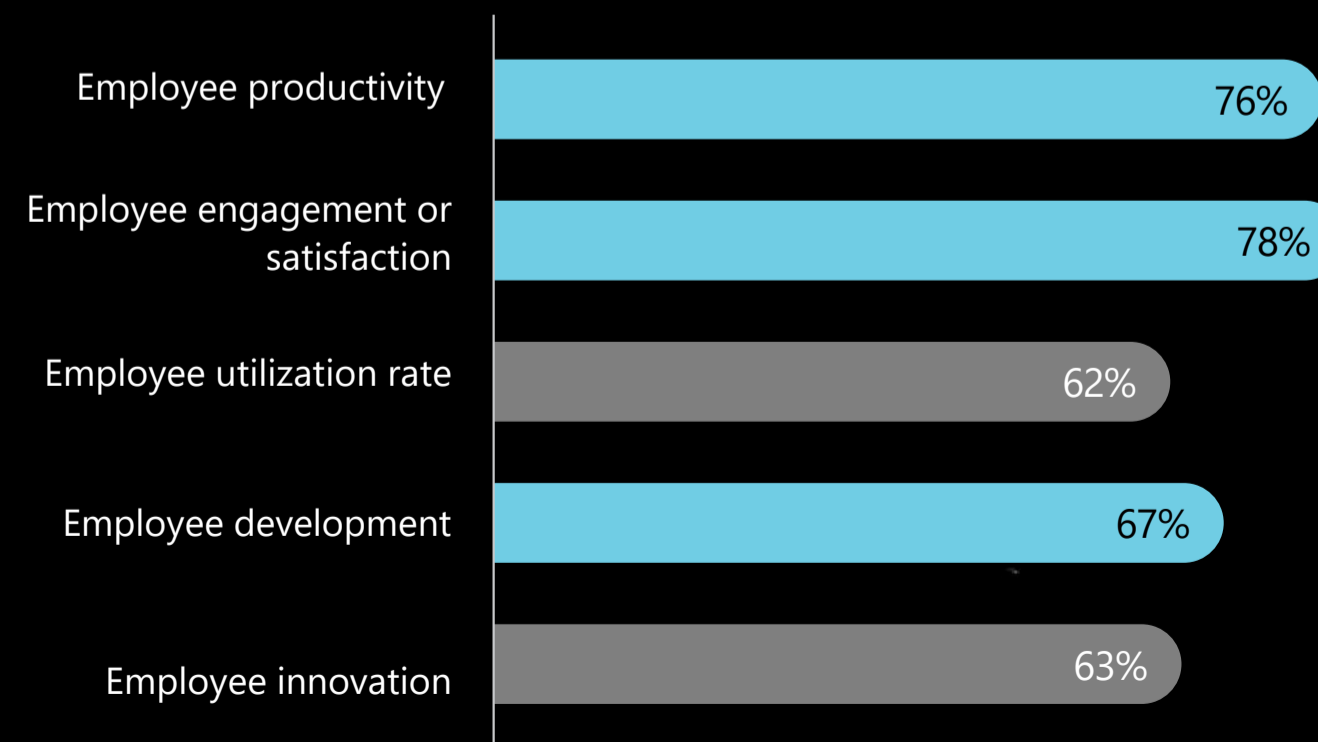 Employee productivity
76%
Employee engagement or
satisfaction
78%
Employee utilization rate
62%
Employee development
67%
Employee innovation
63%